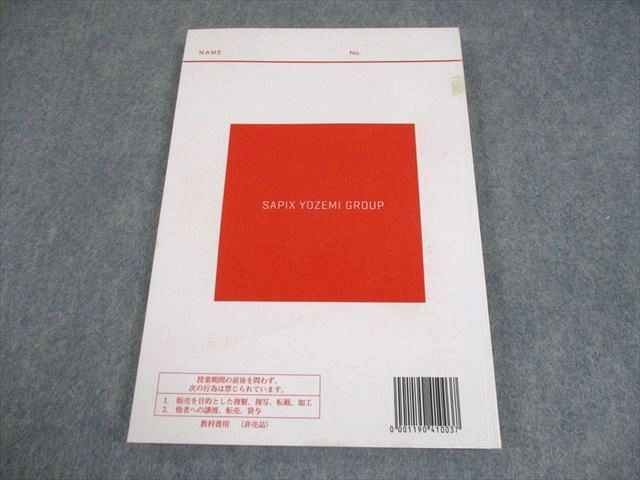 NAME No.
SAPIX YOZEMI GROUP
授業期間の前後を問わず、
次の行為は禁じられています。
1. 販売を目的とした複製、複写、転載、加工
2. 他者への譲渡、転売、貸与
教科書用 (非売品)
0 001190 410037